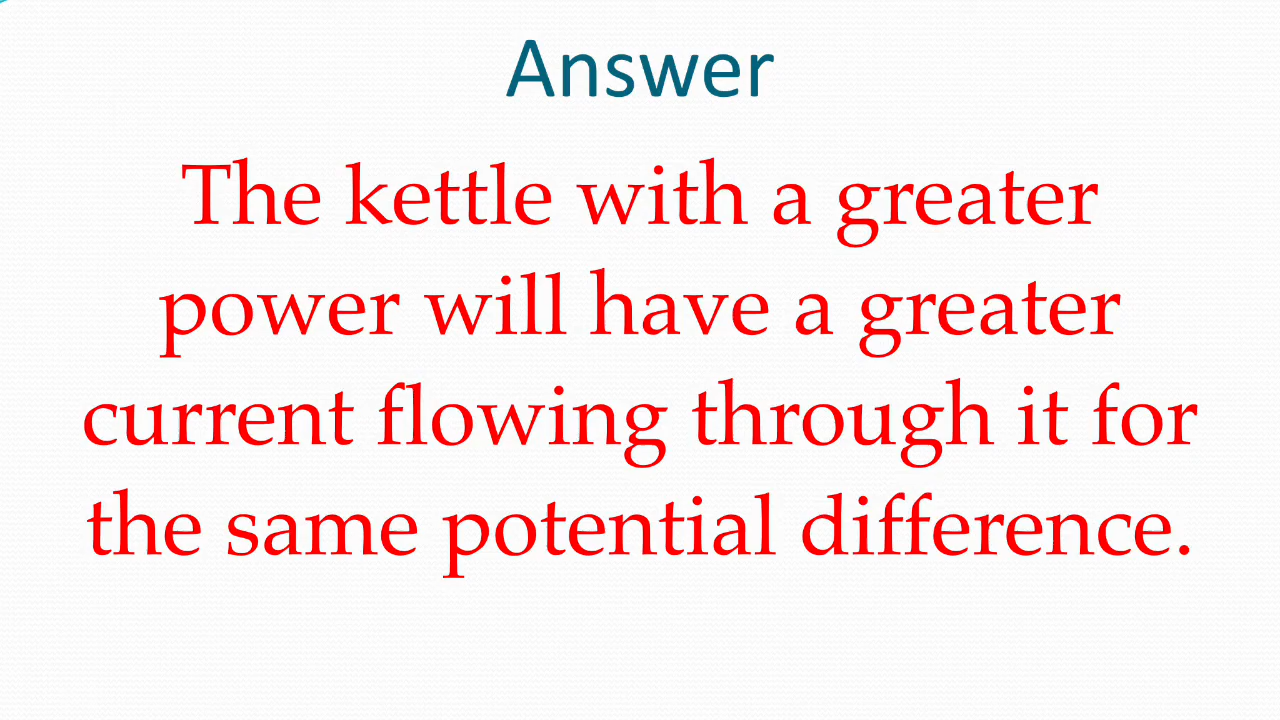 Answer
The kettle with a greater
power will have a greater
current flowing through it for
the same potential difference.